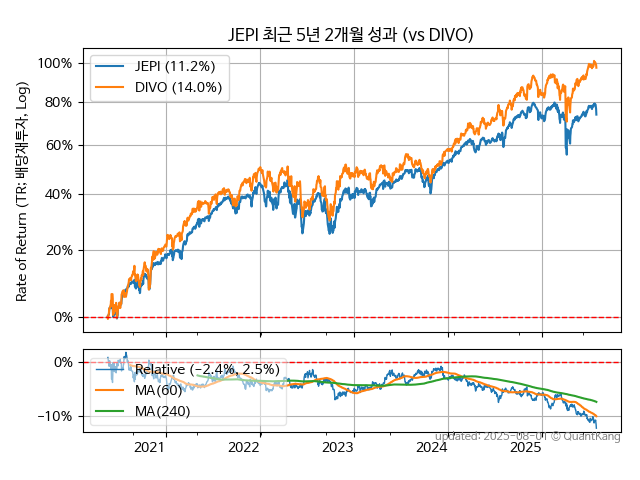 JEPI 최근 5년 2개월 성과 (vs DIVO)
Rate of Return (TR: 배당재투자, Log)
100%
80%
60%
40%
20%
0%
JEPI (11.2%)
DIVO (14.0%)
0%
−10%
Relative (−2.4%, 2.5%)
MA(60)
MA(240)
2021
2022
2023
2024
2025
updated: 2025-08-01 © QuantKang